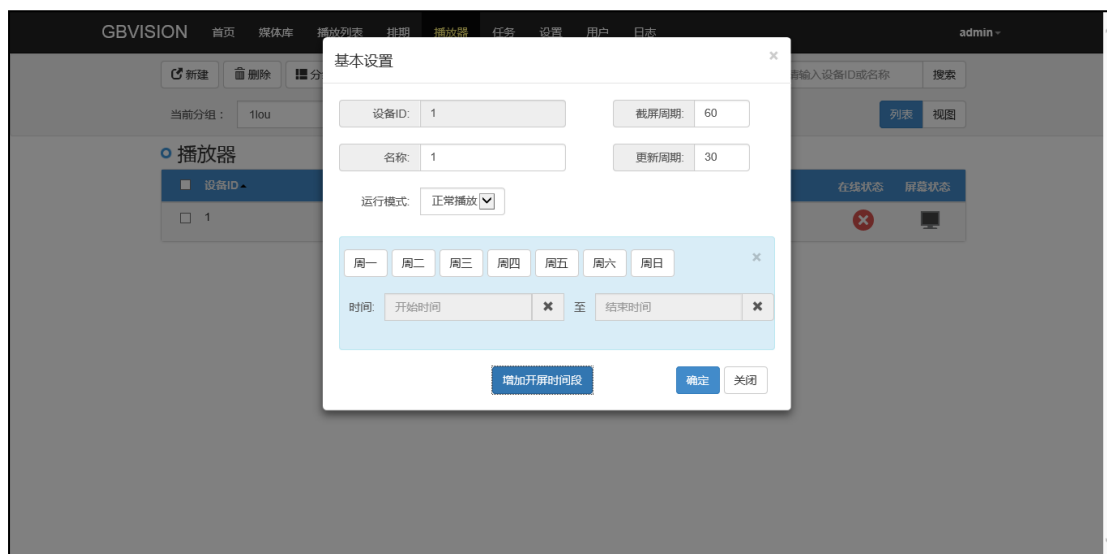 GBVISION 首页 媒体库 播放列表 排期 播放器 任务 设置 用户 日志 admin
基本设置 ×
新建 删除 分 输入设备ID或名称 搜索
设备ID: 1 截屏周期: 60
当前分组： 1lou 列表 视图
名称: 1 更新周期: 30
播放器
设备ID 在线状态 屏幕状态
运行模式: 正常播放
1
周一 周二 周三 周四 周五 周六 周日 ×
时间: 开始时间 至 结束时间
增加开屏时间段 确定 关闭